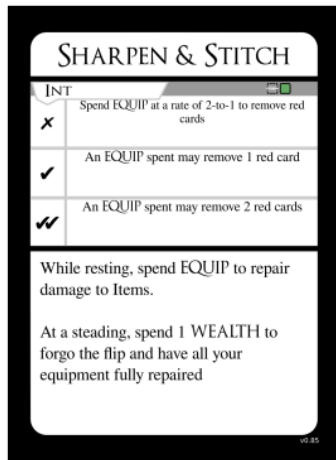 SHARPEN & STITCH
INT
Spend EQUIP at a rate of 2-to-1 to remove red
cards
✗
An EQUIP spent may remove 1 red card
✔
An EQUIP spent may remove 2 red cards
✔✔
While resting, spend EQUIP to repair
damage to Items.
At a steading, spend 1 WEALTH to
forgo the flip and have all your
equipment fully repaired
v0.85